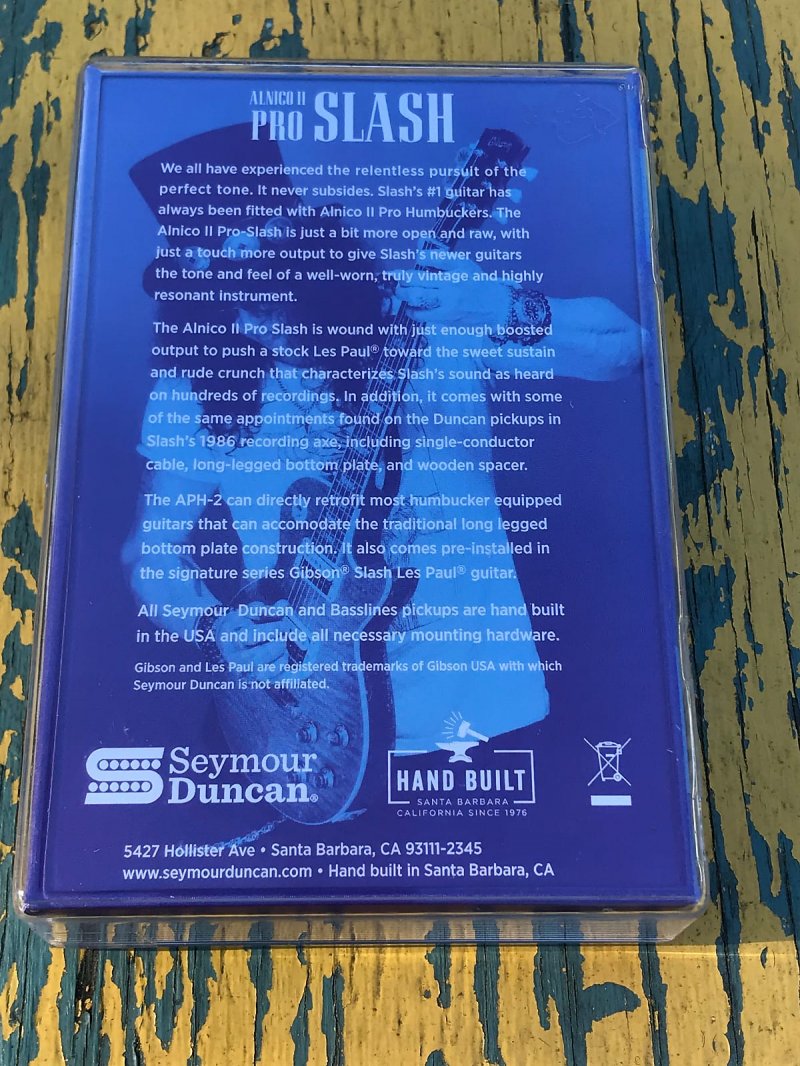 ALNICO II
PRO SLASH
We all have experienced the relentless pursuit of the
perfect tone. It never subsides. Slash's #1 guitar has
always been fitted with Alnico II Pro Humbuckers. The
Alnico II Pro-Slash is just a bit more open and raw, with
just a touch more output to give Slash's newer guitars
the tone and feel of a well-worn, truly vintage and highly
resonant instrument.
The Alnico II Pro Slash is wound with just enough boosted
output to push a stock Les Paul® toward the sweet sustain
and rude crunch that characterizes Slash's sound as heard
on hundreds of recordings. In addition, it comes with some
of the same appointments found on the Duncan pickups in
Slash's 1986 recording axe, including single-conductor
cable, long-legged bottom plate, and wooden spacer.
The APH-2 can directly retrofit most humbucker equipped
guitars that can accomodate the traditional long legged
bottom plate construction. It also comes pre-installed in
the signature series Gibson® Slash Les Paul® guitar.
All Seymour Duncan and Basslines pickups are hand built
in the USA and include all necessary mounting hardware.
Gibson and Les Paul are registered trademarks of Gibson USA with which
Seymour Duncan is not affiliated.
Seymour
Duncan®
HAND BUILT
SANTA BARBARA
CALIFORNIA SINCE 1976
5427 Hollister Ave • Santa Barbara, CA 93111-2345
www.seymourduncan.com • Hand built in Santa Barbara, CA